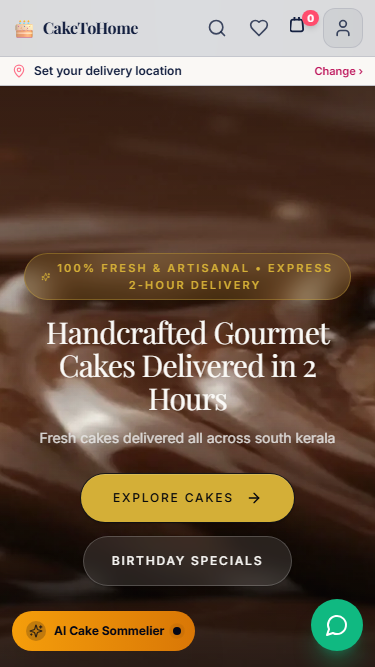 CakeToHome
0
Set your delivery location
Change ›
100% FRESH & ARTISANAL • EXPRESS
2-HOUR DELIVERY
Handcrafted Gourmet
Cakes Delivered in 2
Hours
Fresh cakes delivered all across south kerala
EXPLORE CAKES →
BIRTHDAY SPECIALS
AI Cake Sommelier